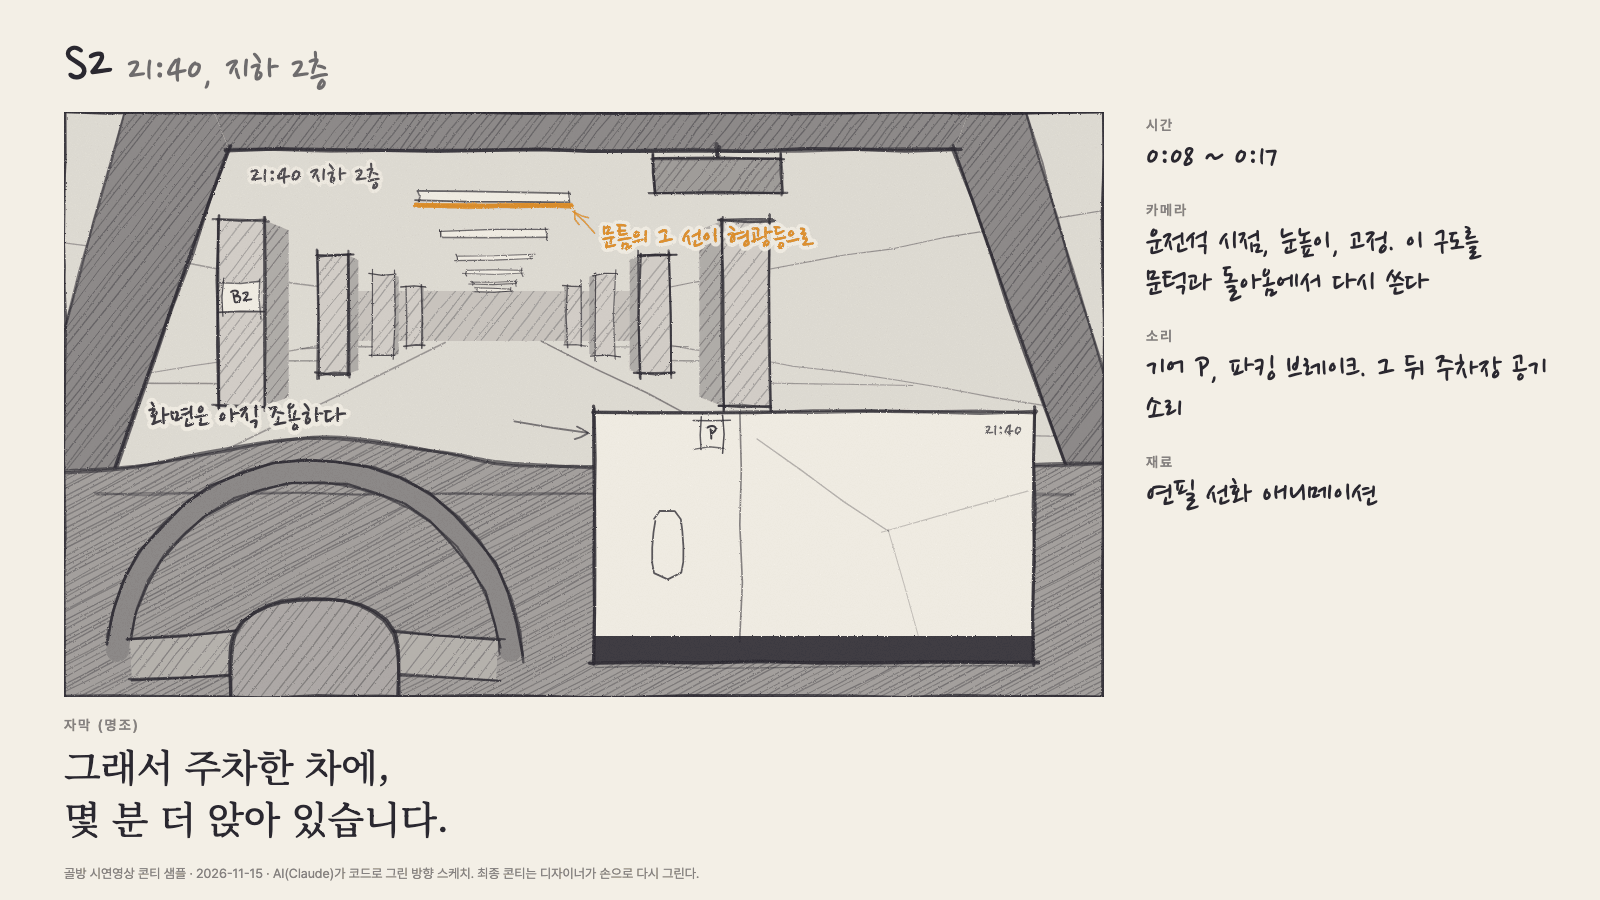 S2 21:40, 지하 2층
21:40 지하 2층
문틈의 그 선이 형광등으로
B2
화면은 아직 조용하다
P
21:40
시간
0:08 ~ 0:17
카메라
운전석 시점, 눈높이, 고정. 이 구도를
문턱과 돌아옴에서 다시 쓴다
소리
기어 P, 파킹 브레이크. 그 뒤 주차장 공기
소리
재료
연필 선화 애니메이션
자막 (명조)
그래서 주차한 차에,
몇 분 더 앉아 있습니다.
골방 시연영상 콘티 샘플 · 2026-11-15 · AI(Claude)가 코드로 그린 방향 스케치. 최종 콘티는 디자이너가 손으로 다시 그린다.